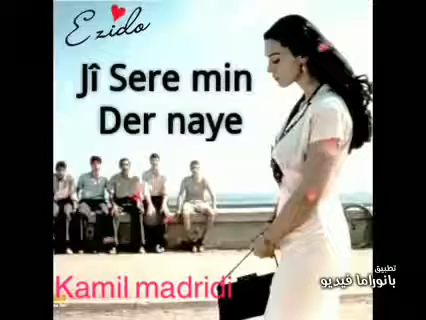 Ezido
Jî Sere min
Der naye
Kamil madridi
تطبيق
بانوراما فيديو